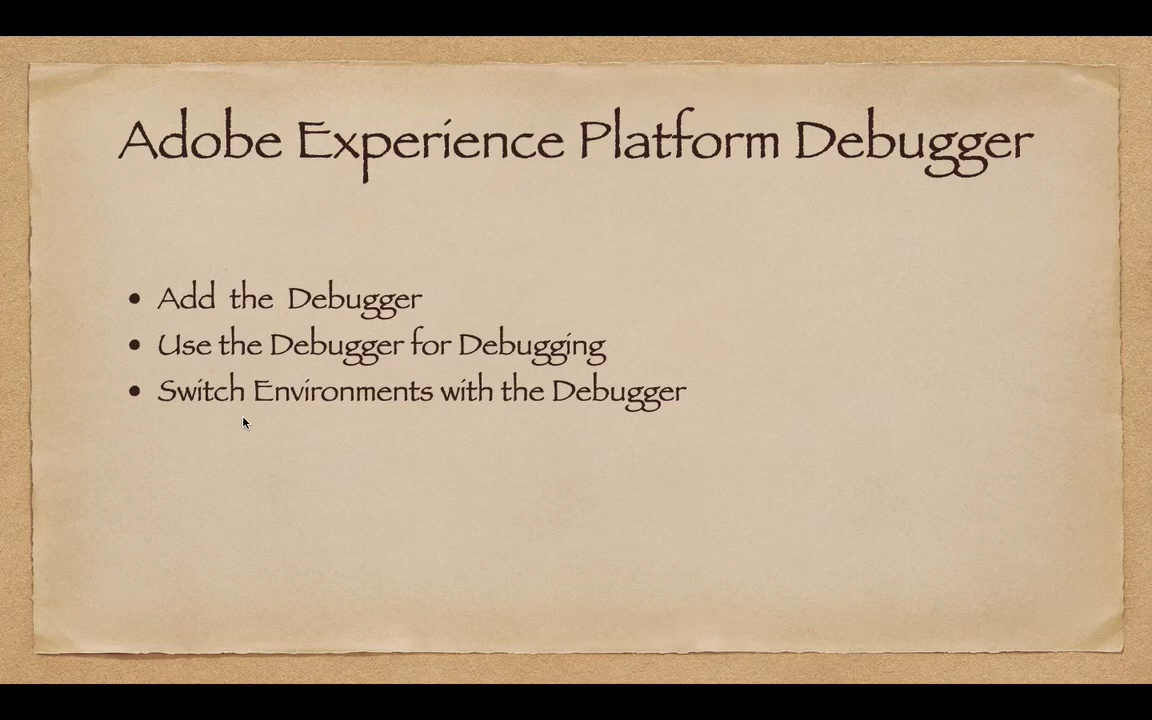 Adobe Experience Platform Debugger
• Add the Debugger
• Use the Debugger for Debugging
• Switch Environments with the Debugger